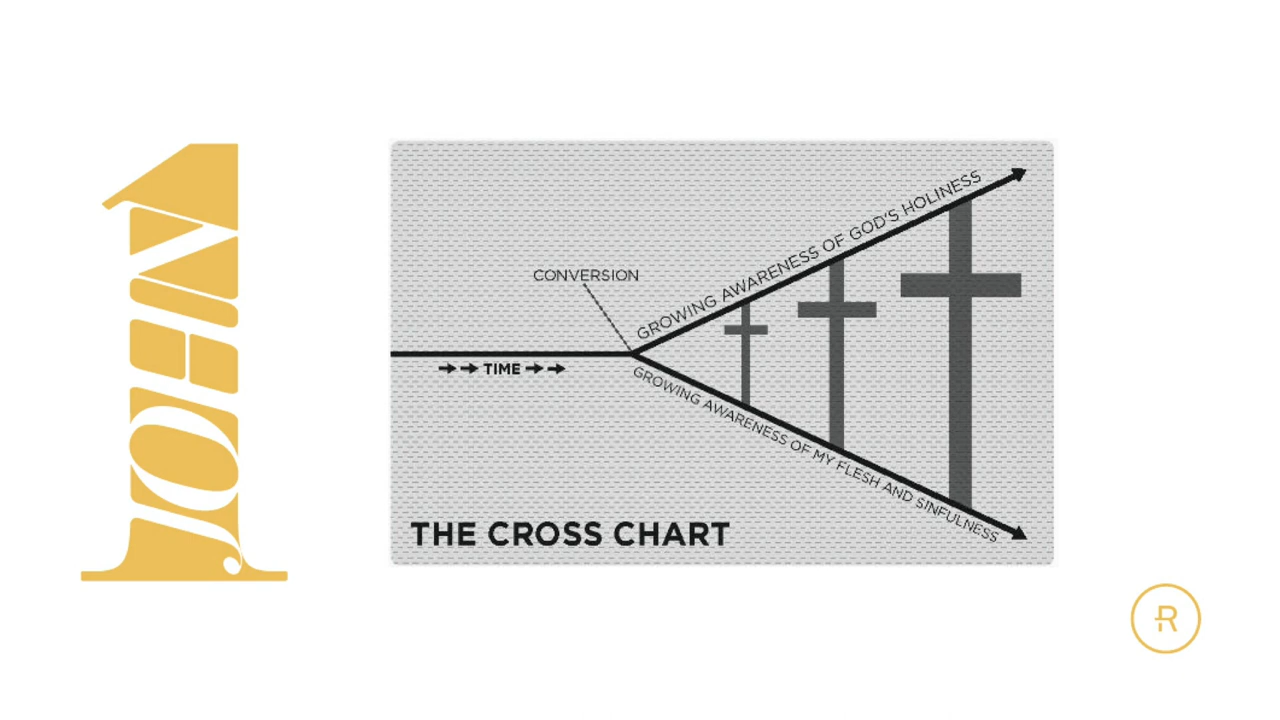 1
JOHN
CONVERSION
GROWING AWARENESS OF GOD'S HOLINESS
TIME
GROWING AWARENESS OF MY FLESH AND SINFULNESS
THE CROSS CHART
R